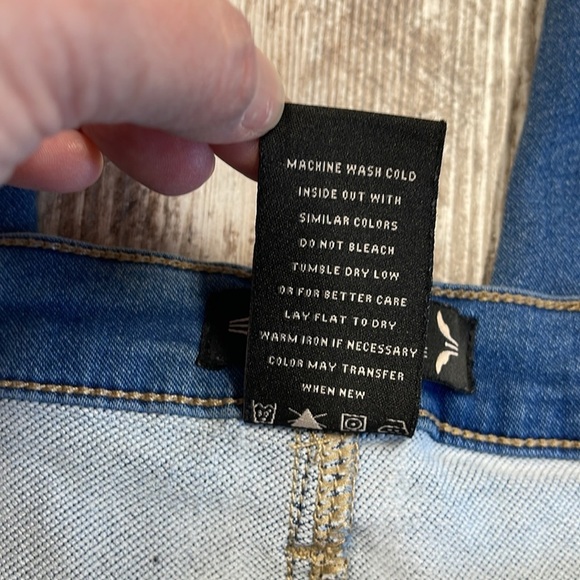 MACHINE WASH COLD
INSIDE OUT WITH
SIMILAR COLORS
DO NOT BLEACH
TUMBLE DRY LOW
OR FOR BETTER CARE
LAY FLAT TO DRY
WARM IRON IF NECESSARY
COLOR MAY TRANSFER
WHEN NEW